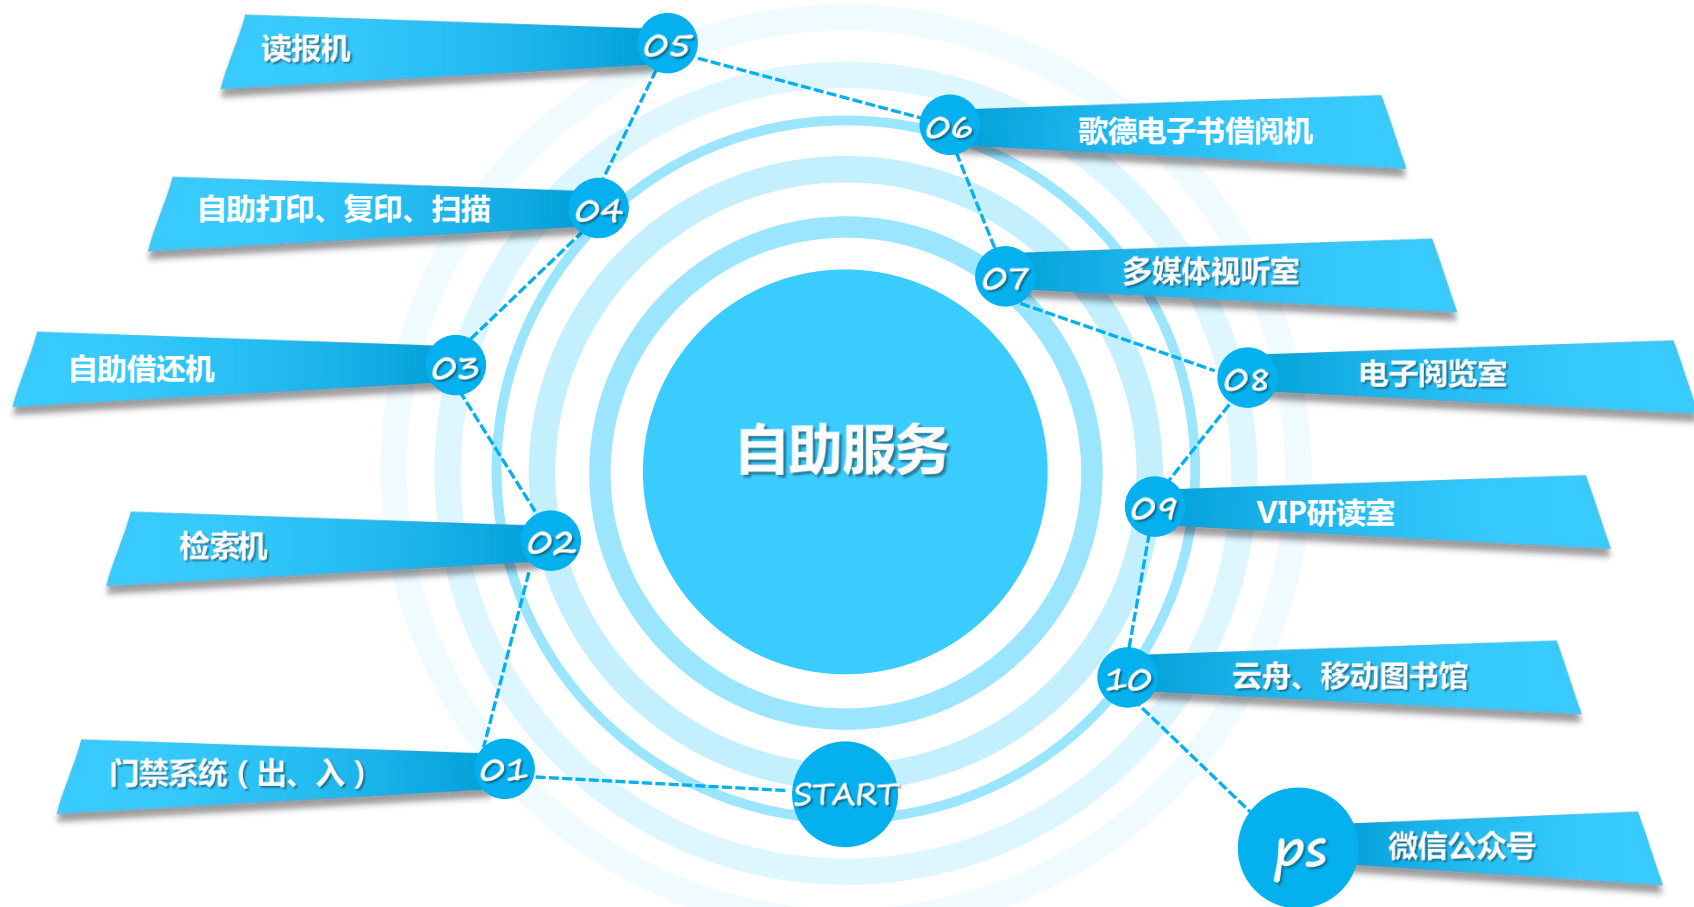 自助服务
START
01
门禁系统（出、入）
02
检索机
03
自助借还机
04
自助打印、复印、扫描
05
读报机
06
歌德电子书借阅机
07
多媒体视听室
08
电子阅览室
09
VIP研读室
10
云舟、移动图书馆
ps
微信公众号